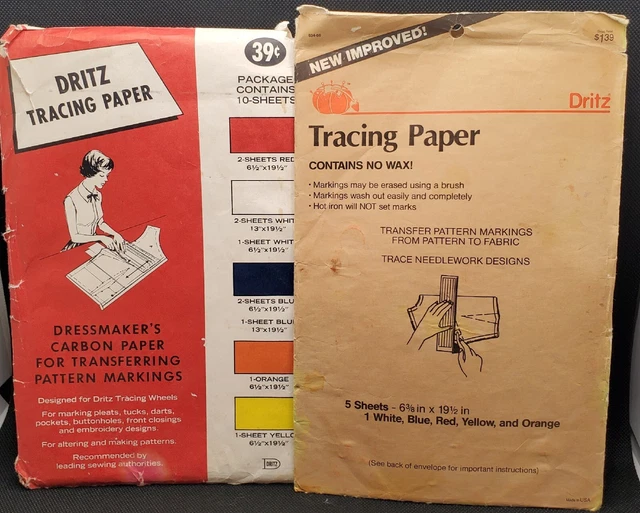 DRITZ
TRACING PAPER
39¢
PACKAGE
CONTAINS
10-SHEETS
2-SHEETS RED
6½"x19½"
2-SHEETS WHIT
13"x19½"
1-SHEET WHIT
6½"x19½"
2-SHEETS BLU
6½"x19½"
1-SHEET BLU
13"x19½"
1-ORANGE
6½"x19½"
1-SHEET YELLO
6½"x19½"
DRITZ
DRESSMAKER'S
CARBON PAPER
FOR TRANSFERRING
PATTERN MARKINGS
Designed for Dritz Tracing Wheels
For marking pleats, tucks, darts,
pockets, buttonholes, front closings
and embroidery designs.
For altering and making patterns.
Recommended by
leading sewing authorities.
NEW IMPROVED!
$1.39
Dritz
Tracing Paper
CONTAINS NO WAX!
• Markings may be erased using a brush
• Markings wash out easily and completely
• Hot iron will NOT set marks
TRANSFER PATTERN MARKINGS
FROM PATTERN TO FABRIC
TRACE NEEDLEWORK DESIGNS
5 Sheets - 6⅜ in x 19½ in
1 White, Blue, Red, Yellow, and Orange
(See back of envelope for important instructions)